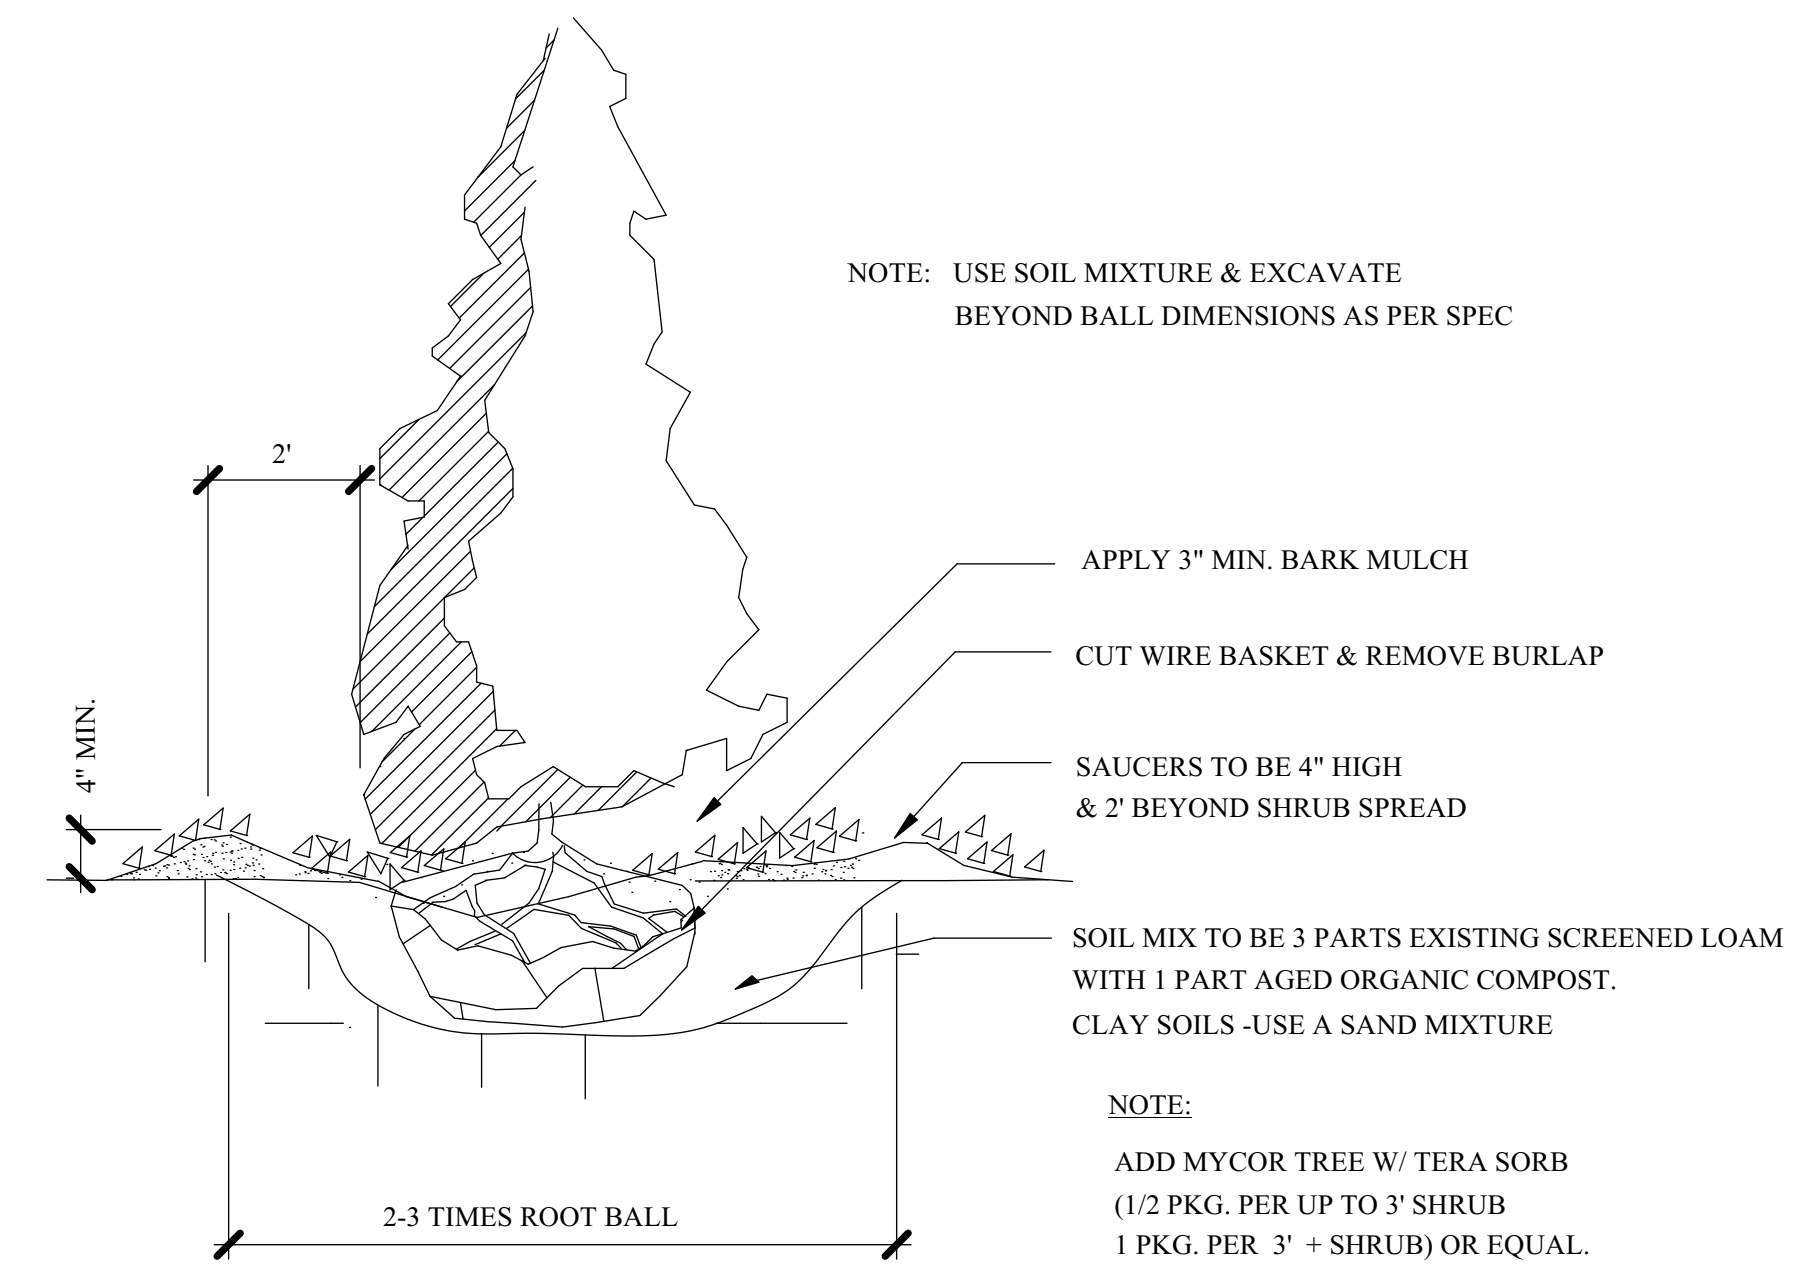 NOTE: USE SOIL MIXTURE & EXCAVATE
BEYOND BALL DIMENSIONS AS PER SPEC
2'
APPLY 3" MIN. BARK MULCH
CUT WIRE BASKET & REMOVE BURLAP
4" MIN.
SAUCERS TO BE 4" HIGH
& 2' BEYOND SHRUB SPREAD
SOIL MIX TO BE 3 PARTS EXISTING SCREENED LOAM
WITH 1 PART AGED ORGANIC COMPOST.
CLAY SOILS -USE A SAND MIXTURE
NOTE:
ADD MYCOR TREE W/ TERA SORB
(1/2 PKG. PER UP TO 3' SHRUB
1 PKG. PER 3' + SHRUB) OR EQUAL.
2-3 TIMES ROOT BALL